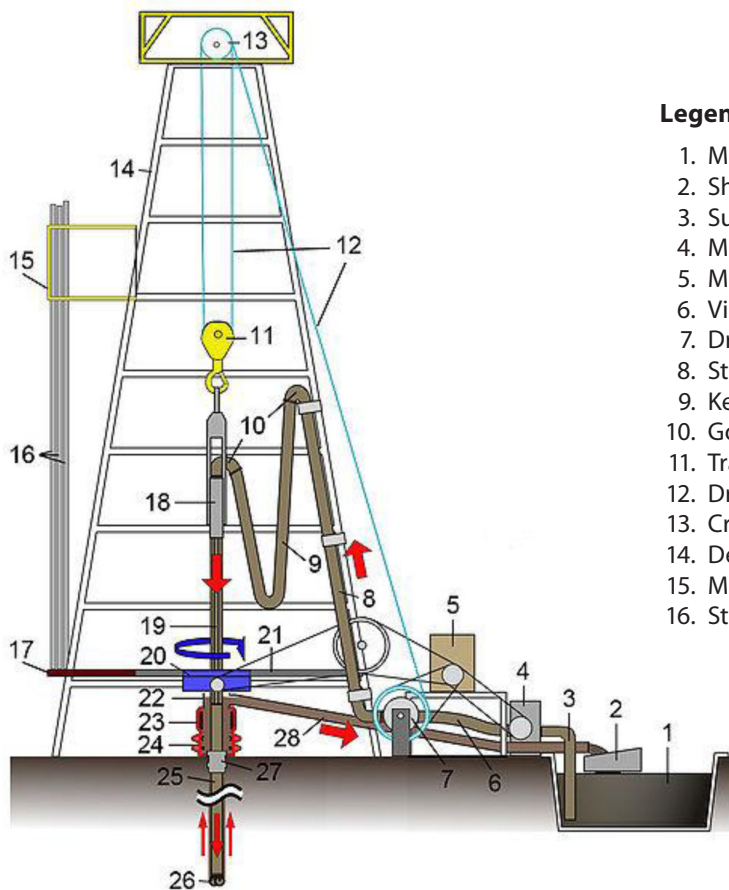 13
14
12
15
11
10
16
18
9
8
19
21
17
20
5
22
4
23
3
24
2
1
28
27
7
6
25
26
Legen
1. M
2. Sh
3. Su
4. M
5. M
6. Vi
7. Dr
8. St
9. Ke
10. Go
11. Tra
12. Dr
13. Cr
14. De
15. M
16. St